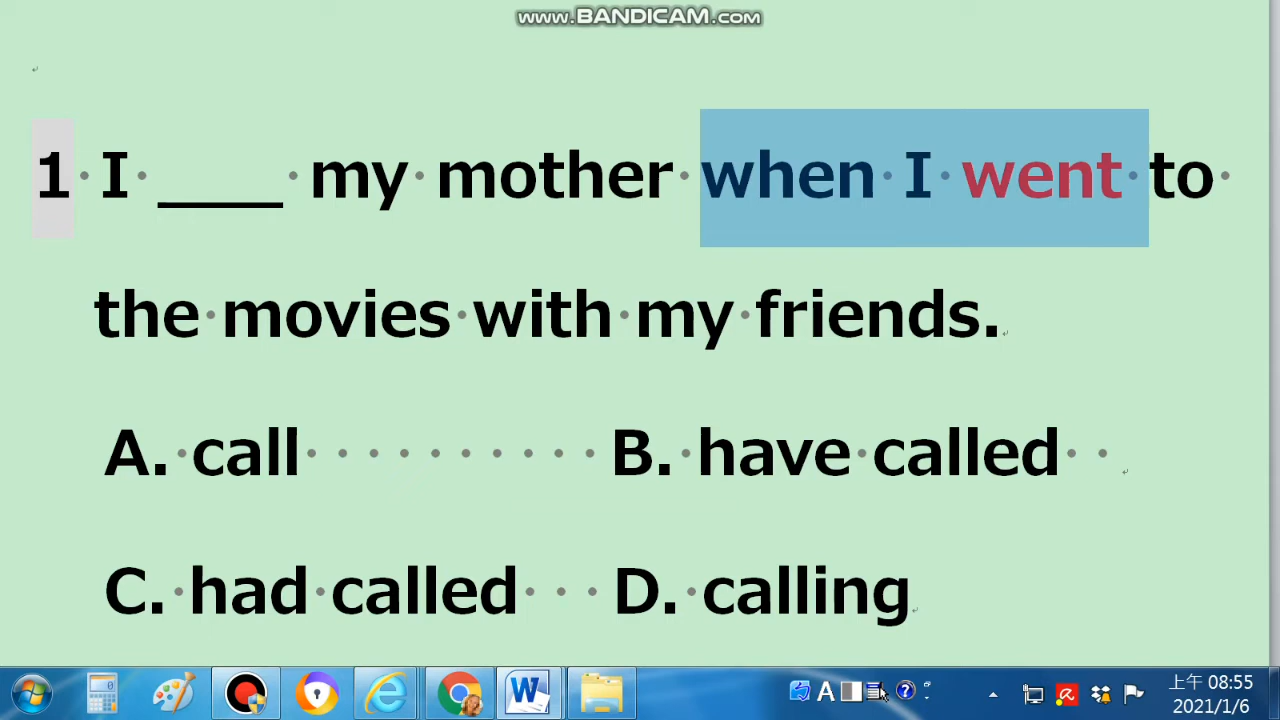 www.BANDICAM.com
1 I ____ my mother when I went to
the movies with my friends.
A. call B. have called
C. had called D. calling
上午 08:55
2021/1/6